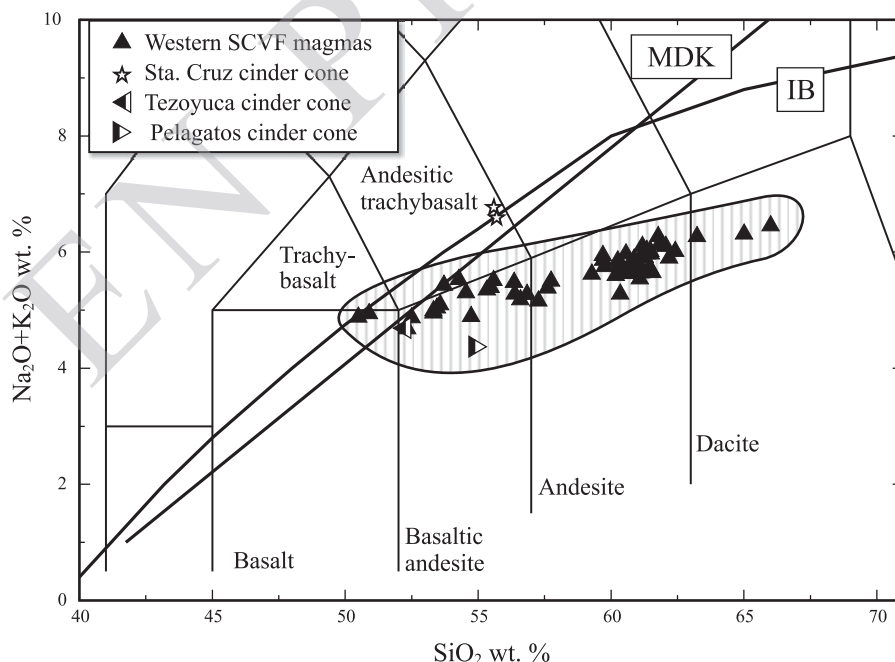 EN PR
10
8
6
4
2
0
Na₂O+K₂O wt. %
Western SCVF magmas
Sta. Cruz cinder cone
Tezoyuca cinder cone
Pelagatos cinder cone
MDK
IB
Andesitic
trachybasalt
Trachy-
basalt
Dacite
Andesite
Basaltic
andesite
Basalt
40 45 50 55 60 65 70
SiO₂ wt. %